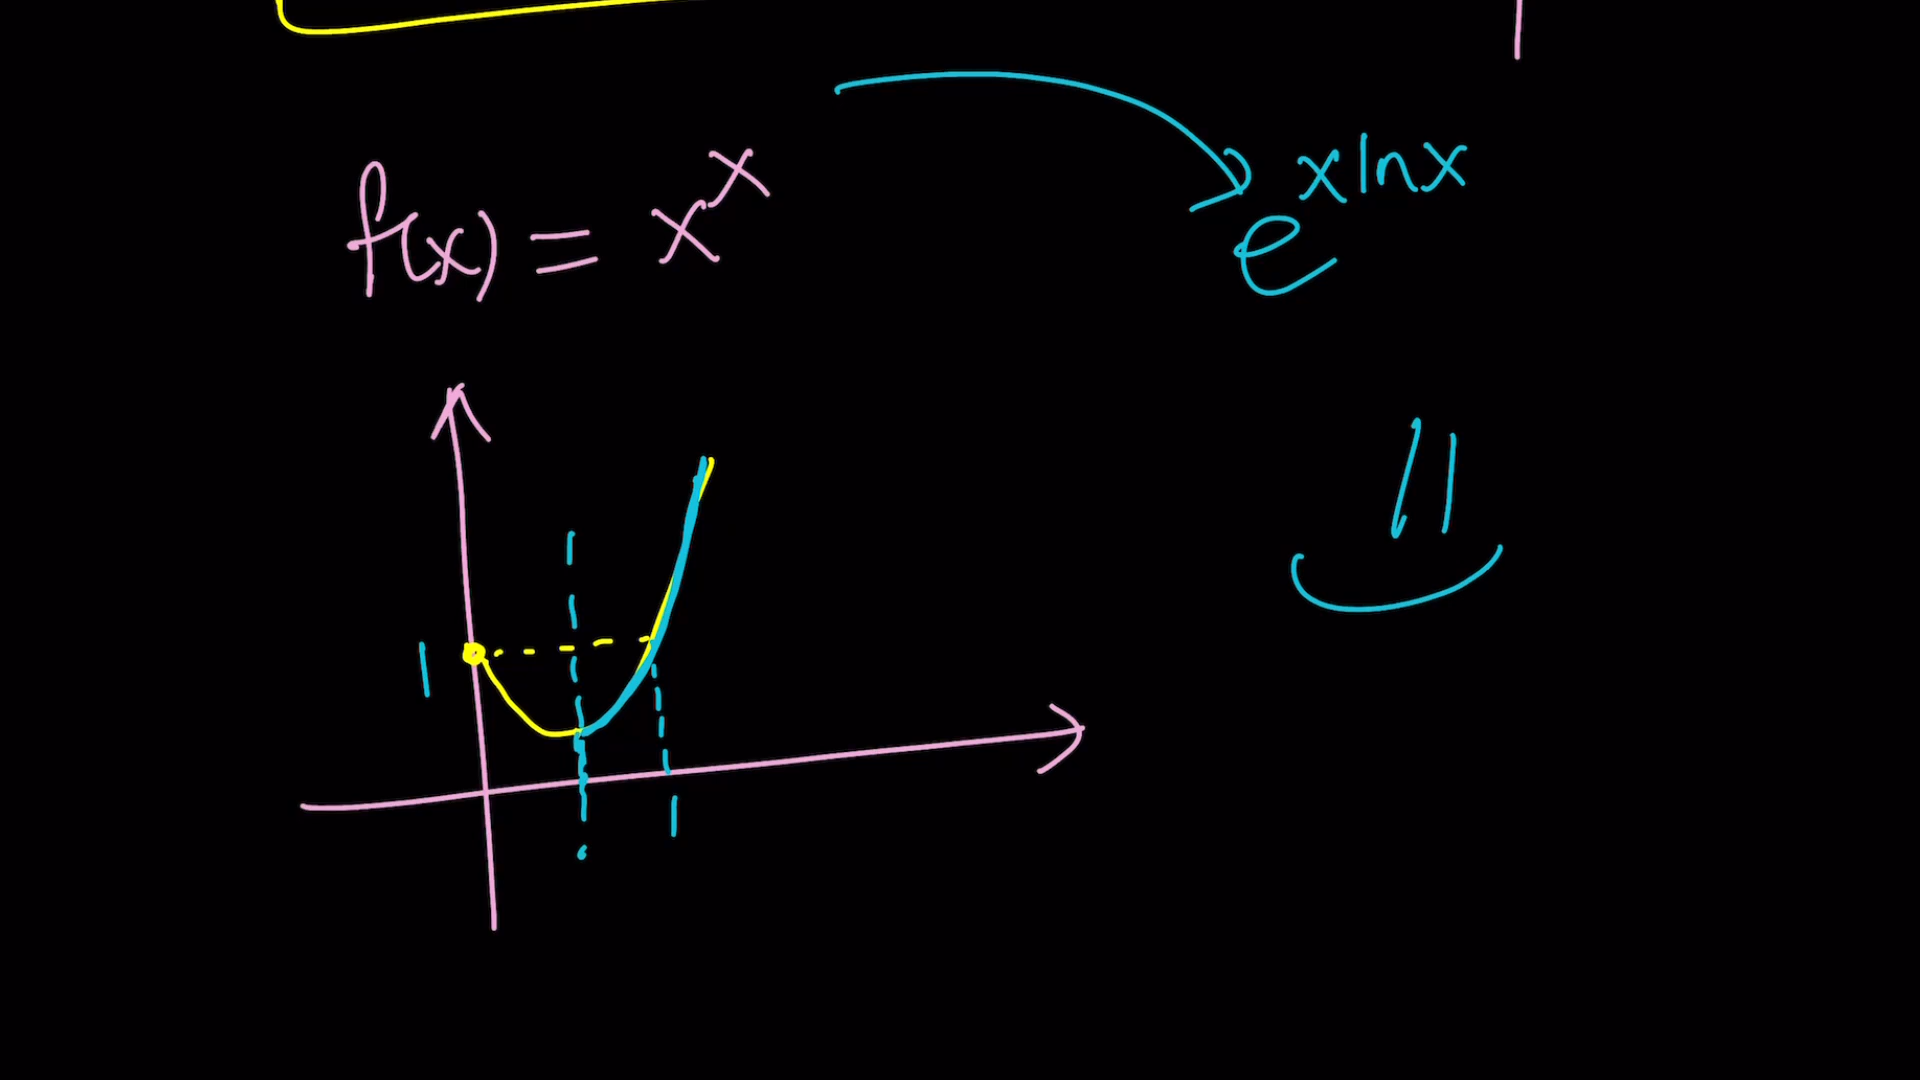 f(x) = x^x
e^{x ln x}
1
1